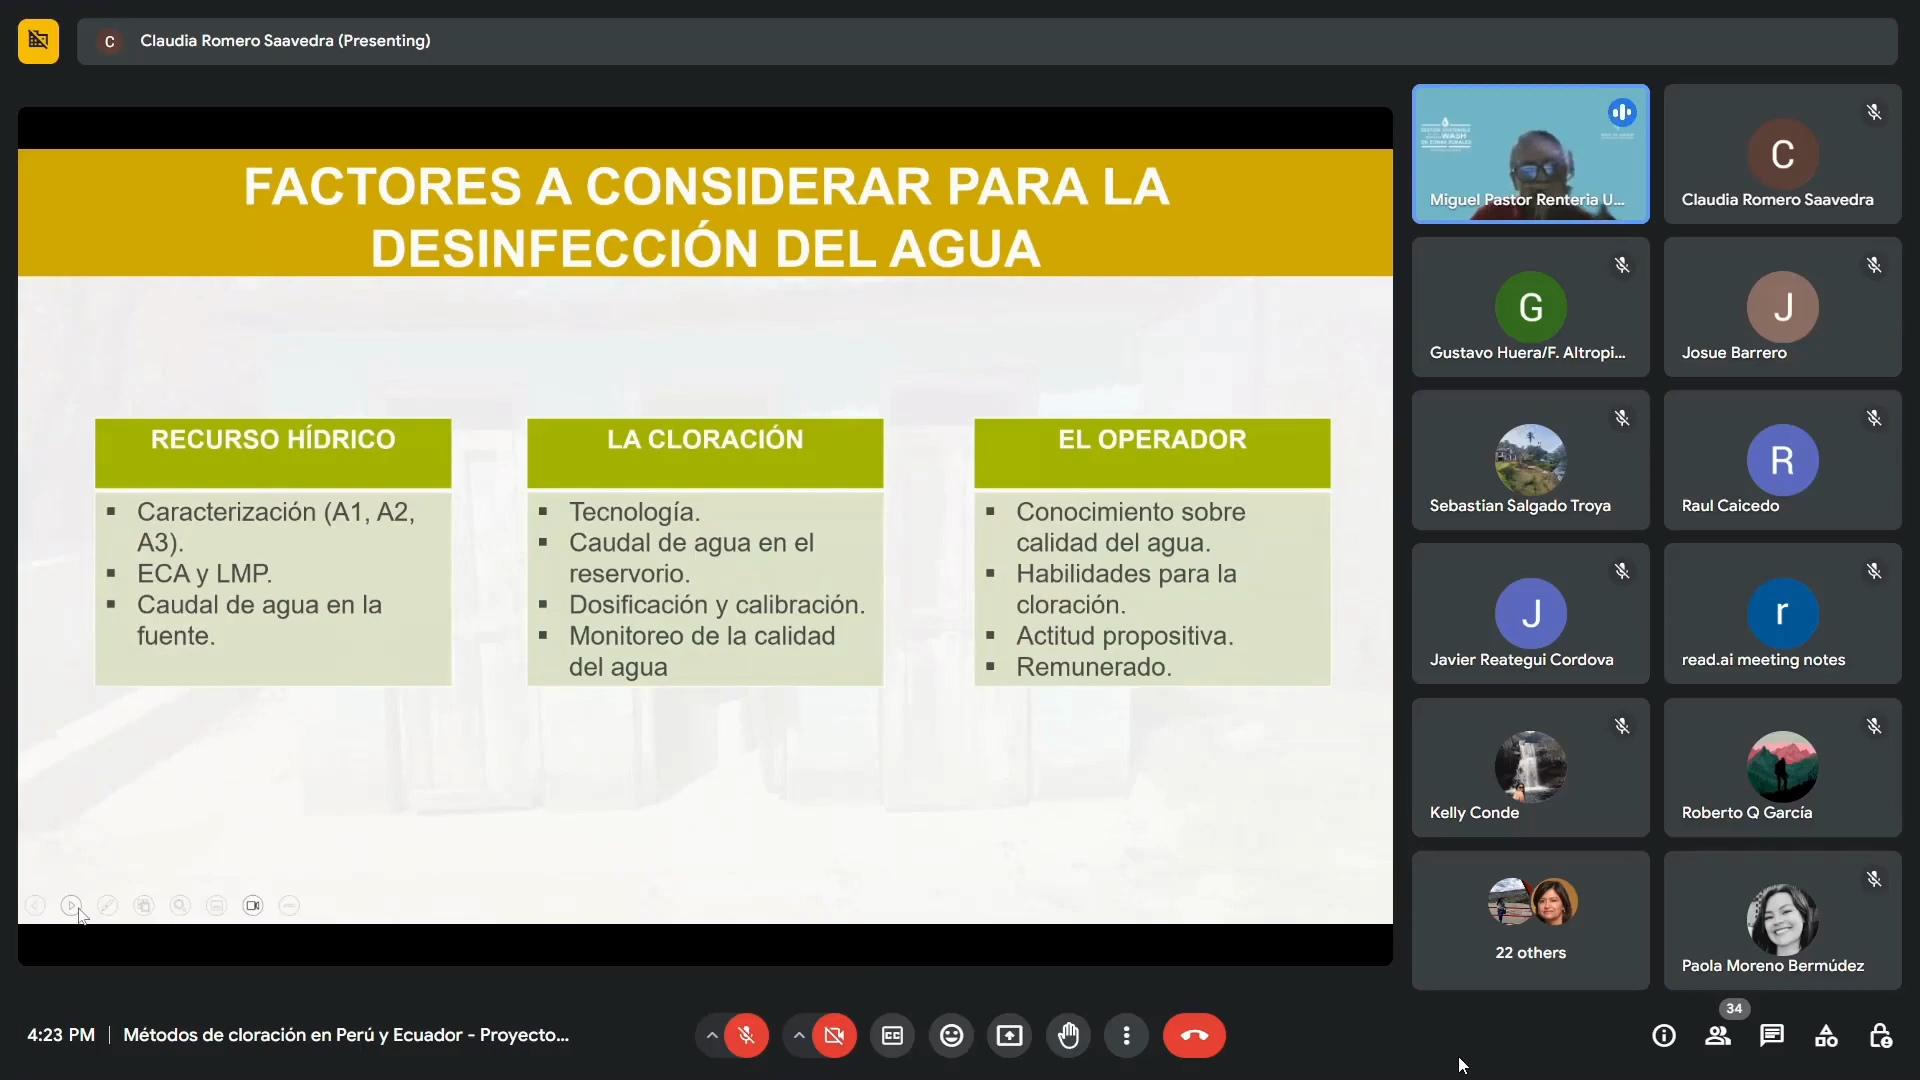 C Claudia Romero Saavedra (Presenting)
FACTORES A CONSIDERAR PARA LA
DESINFECCIÓN DEL AGUA
RECURSO HÍDRICO
▪ Caracterización (A1, A2,
A3).
▪ ECA y LMP.
▪ Caudal de agua en la
fuente.
LA CLORACIÓN
▪ Tecnología.
▪ Caudal de agua en el
reservorio.
▪ Dosificación y calibración.
▪ Monitoreo de la calidad
del agua
EL OPERADOR
▪ Conocimiento sobre
calidad del agua.
▪ Habilidades para la
cloración.
▪ Actitud propositiva.
▪ Remunerado.
WASH
Miguel Pastor Renteria U...
C
Claudia Romero Saavedra
G
Gustavo Huera/F. Altropi...
J
Josue Barrero
Sebastian Salgado Troya
R
Raul Caicedo
J
Javier Reategui Cordova
r
read.ai meeting notes
Kelly Conde
Roberto Q García
22 others
Paola Moreno Bermúdez
4:23 PM | Métodos de cloración en Perú y Ecuador - Proyecto...
34